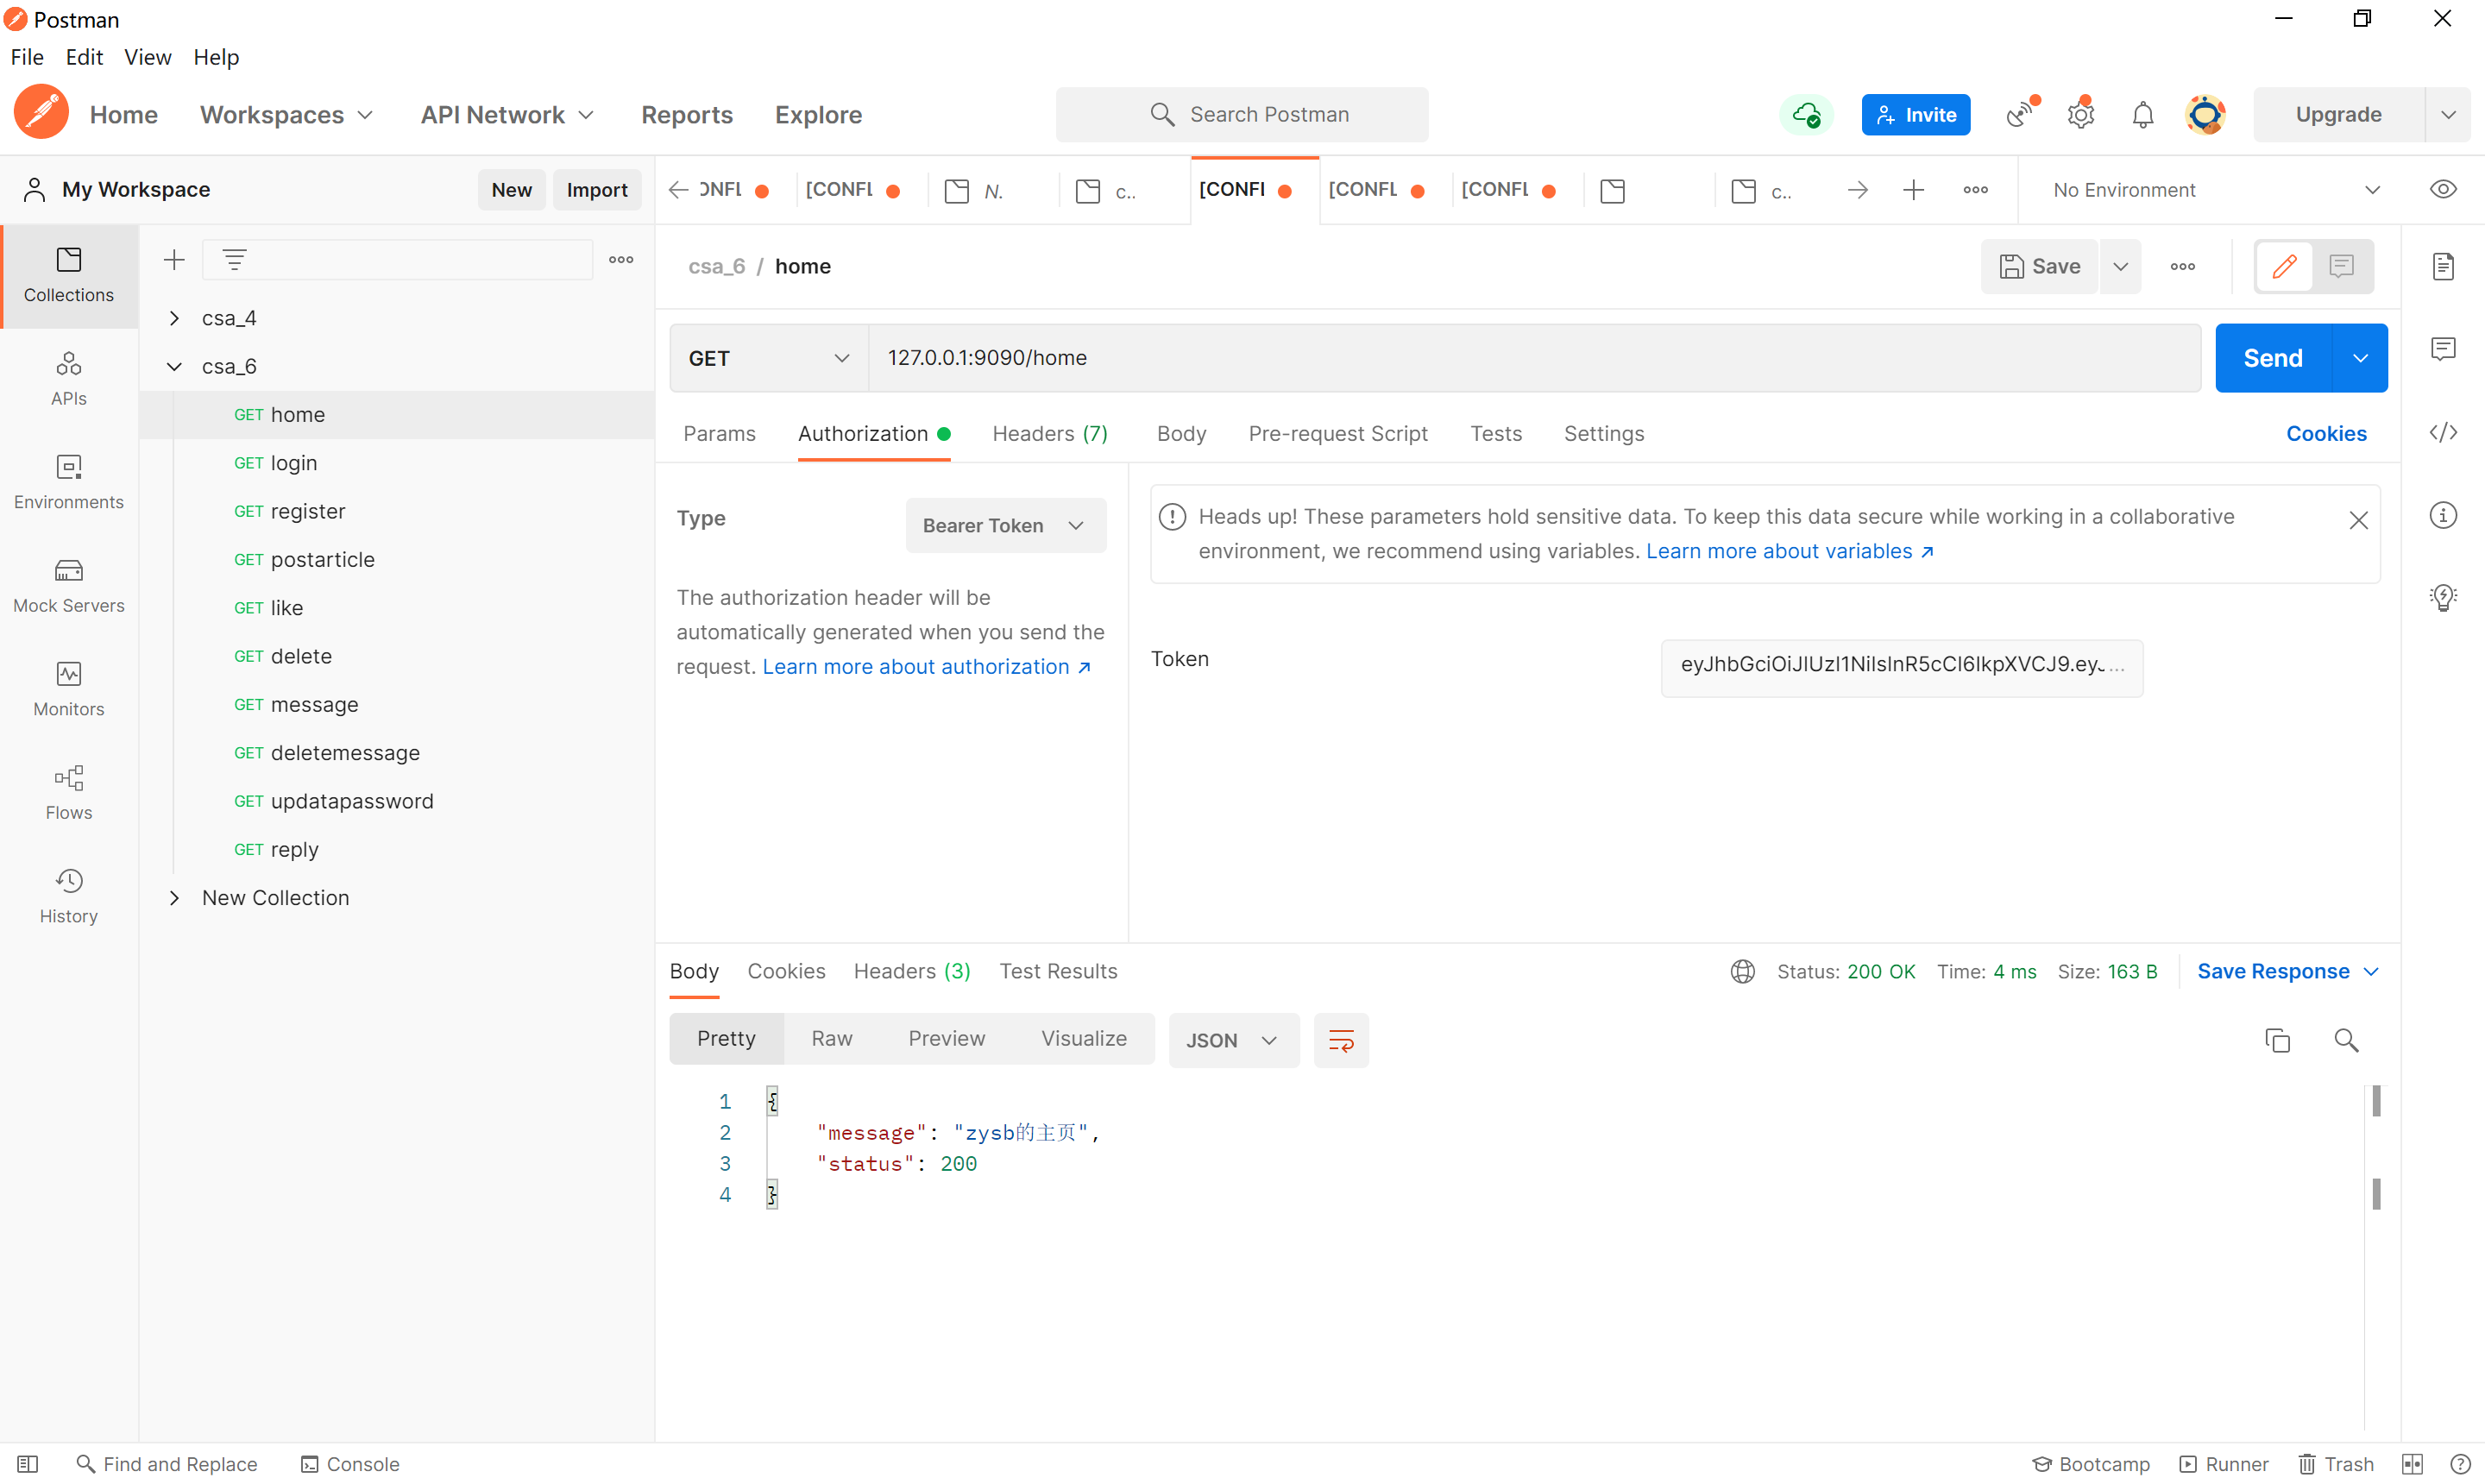 Postman
File Edit View Help
Home Workspaces API Network Reports Explore Search Postman Invite Upgrade
My Workspace New Import [CONFL [CONFL N. c.. [CONFL [CONFL [CONFL c.. No Environment
csa_6 / home Save
Collections
APIs
Environments
Mock Servers
Monitors
Flows
History
csa_4
csa_6
GET home
GET login
GET register
GET postarticle
GET like
GET delete
GET message
GET deletemessage
GET updatapassword
GET reply
New Collection
GET 127.0.0.1:9090/home Send
Params Authorization Headers (7) Body Pre-request Script Tests Settings Cookies
Type Bearer Token
The authorization header will be
automatically generated when you send the
request. Learn more about authorization ↗
Heads up! These parameters hold sensitive data. To keep this data secure while working in a collaborative
environment, we recommend using variables. Learn more about variables ↗
Token
Body Cookies Headers (3) Test Results Status: 200 OK Time: 4 ms Size: 163 B Save Response
Pretty Raw Preview Visualize JSON
1 {
2 "message": "zysb的主页",
3 "status": 200
4 }
Find and Replace Console Bootcamp Runner Trash